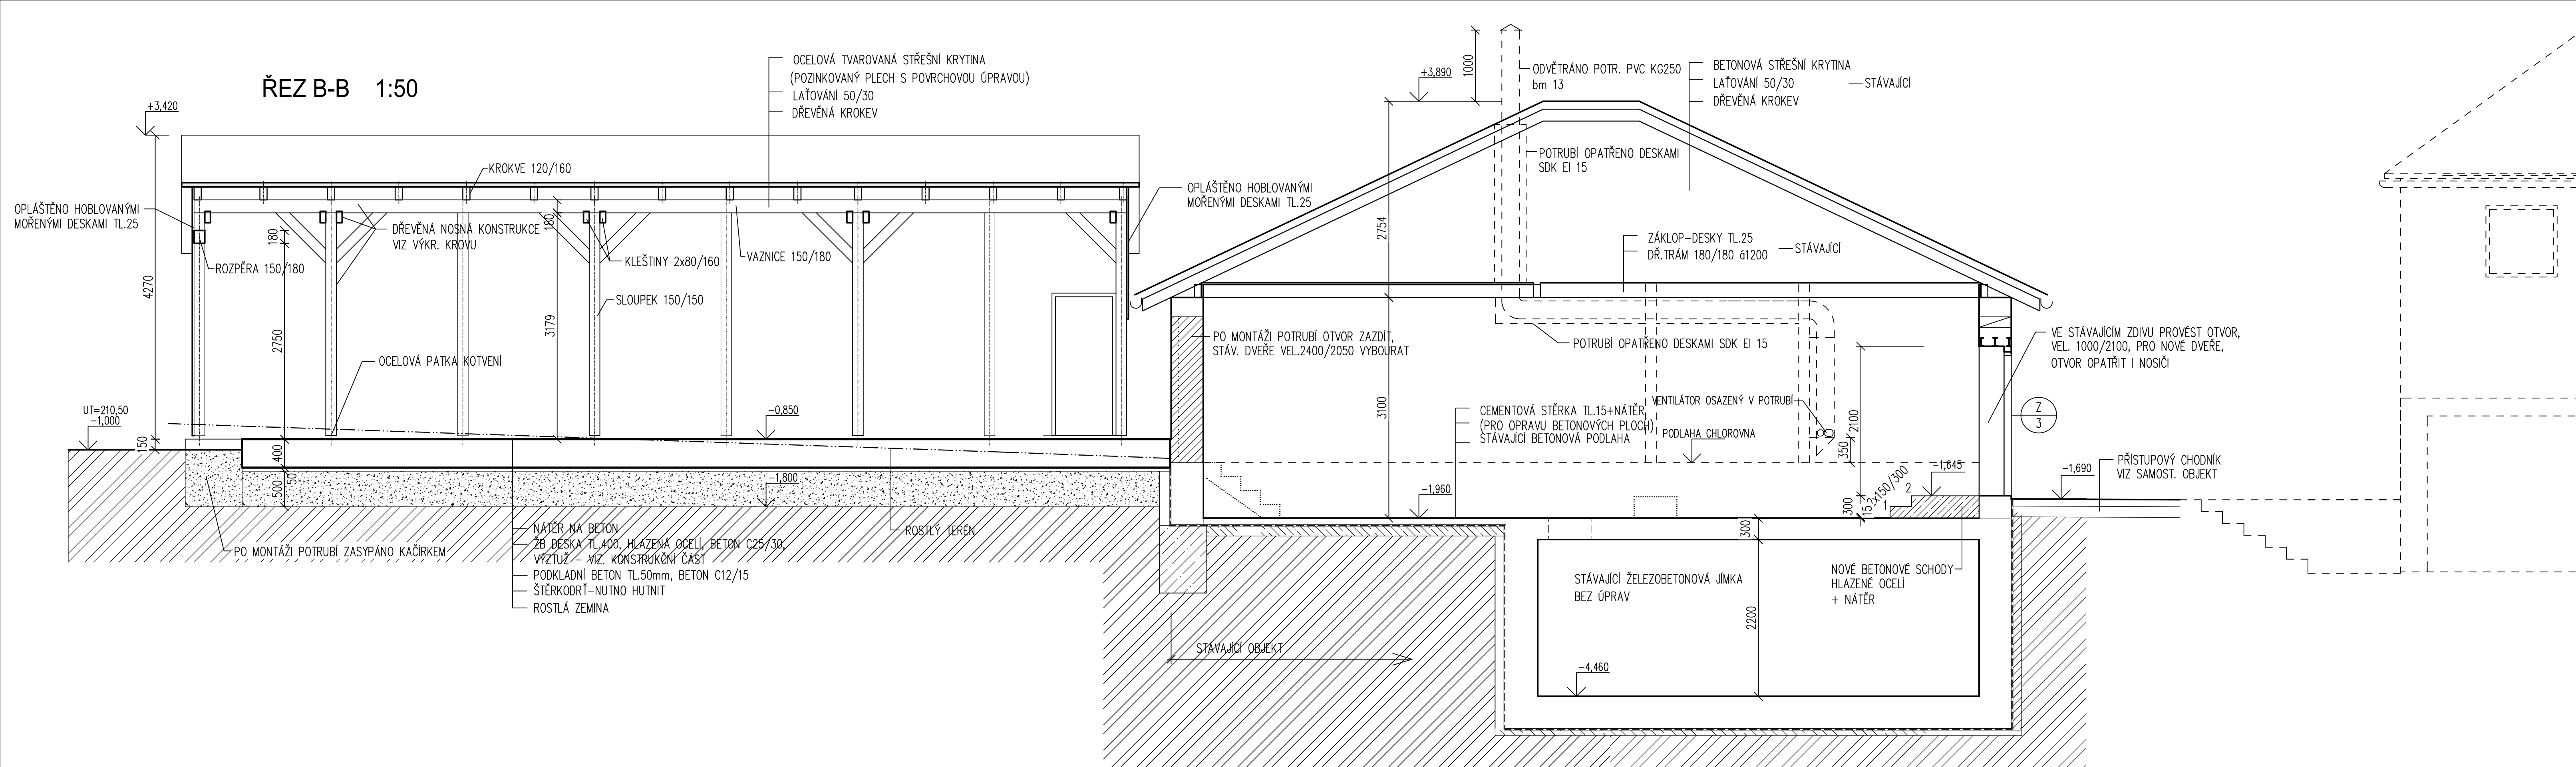 ŘEZ B-B 1:50
+3,420
OCELOVÁ TVAROVANÁ STŘEŠNÍ KRYTINA
(POZINKOVANÝ PLECH S POVRCHOVOU ÚPRAVOU)
LAŤOVÁNÍ 50/30
DŘEVĚNÁ KROKEV
KROKVE 120/160
OPLÁŠTĚNO HOBLOVANÝMI
MOŘENÝMI DESKAMI TL.25
OPLÁŠTĚNO HOBLOVANÝMI
MOŘENÝMI DESKAMI TL.25
180
180
DŘEVĚNÁ NOSNÁ KONSTRUKCE
VIZ VÝKR. KROVU
ROZPĚRA 150/180
KLEŠTINY 2x80/160
VAZNICE 150/180
SLOUPEK 150/150
4270
2750
3179
OCELOVÁ PATKA KOTVENÍ
UT=210,50
-1,000
150
-0,850
400
500
50
-1,800
PO MONTÁŽI POTRUBÍ ZASYPÁNO KAČÍRKEM
NÁTĚR NA BETON
ŽB DESKA TL.400, HLAZENÁ OCELÍ, BETON C25/30,
VÝZTUŽ – VIZ. KONSTRUKČNÍ ČÁST
PODKLADNÍ BETON TL.50mm, BETON C12/15
ŠTĚRKODRŤ-NUTNO HUTNIT
ROSTLÁ ZEMINA
ROSTLÝ TERÉN
+3,890
1000
ODVĚTRÁNO POTR. PVC KG250
bm 13
BETONOVÁ STŘEŠNÍ KRYTINA
LAŤOVÁNÍ 50/30
DŘEVĚNÁ KROKEV
STÁVAJÍCÍ
POTRUBÍ OPATŘENO DESKAMI
SDK EI 15
2754
ZÁKLOP-DESKY TL.25
DŘ.TRÁM 180/180 á1200
STÁVAJÍCÍ
PO MONTÁŽI POTRUBÍ OTVOR ZAZDÍT,
STÁV. DVEŘE VEL.2400/2050 VYBOURAT
POTRUBÍ OPATŘENO DESKAMI SDK EI 15
VE STÁVAJÍCÍM ZDIVU PROVÉST OTVOR,
VEL. 1000/2100, PRO NOVÉ DVEŘE,
OTVOR OPATŘIT I NOSIČI
3100
CEMENTOVÁ STĚRKA TL.15+NÁTĚR
(PRO OPRAVU BETONOVÝCH PLOCH)
STÁVAJÍCÍ BETONOVÁ PODLAHA
VENTILÁTOR OSAZENÝ V POTRUBÍ
PODLAHA CHLOROVNA
2100
350
Z
3
-1,960
-1,645
2x150/300
1
2
300
15
-1,690
PŘÍSTUPOVÝ CHODNÍK
VIZ SAMOST. OBJEKT
300
STÁVAJÍCÍ ŽELEZOBETONOVÁ JÍMKA
BEZ ÚPRAV
2200
NOVÉ BETONOVÉ SCHODY
HLAZENÉ OCELÍ
+ NÁTĚR
STÁVAJÍCÍ OBJEKT
-4,460